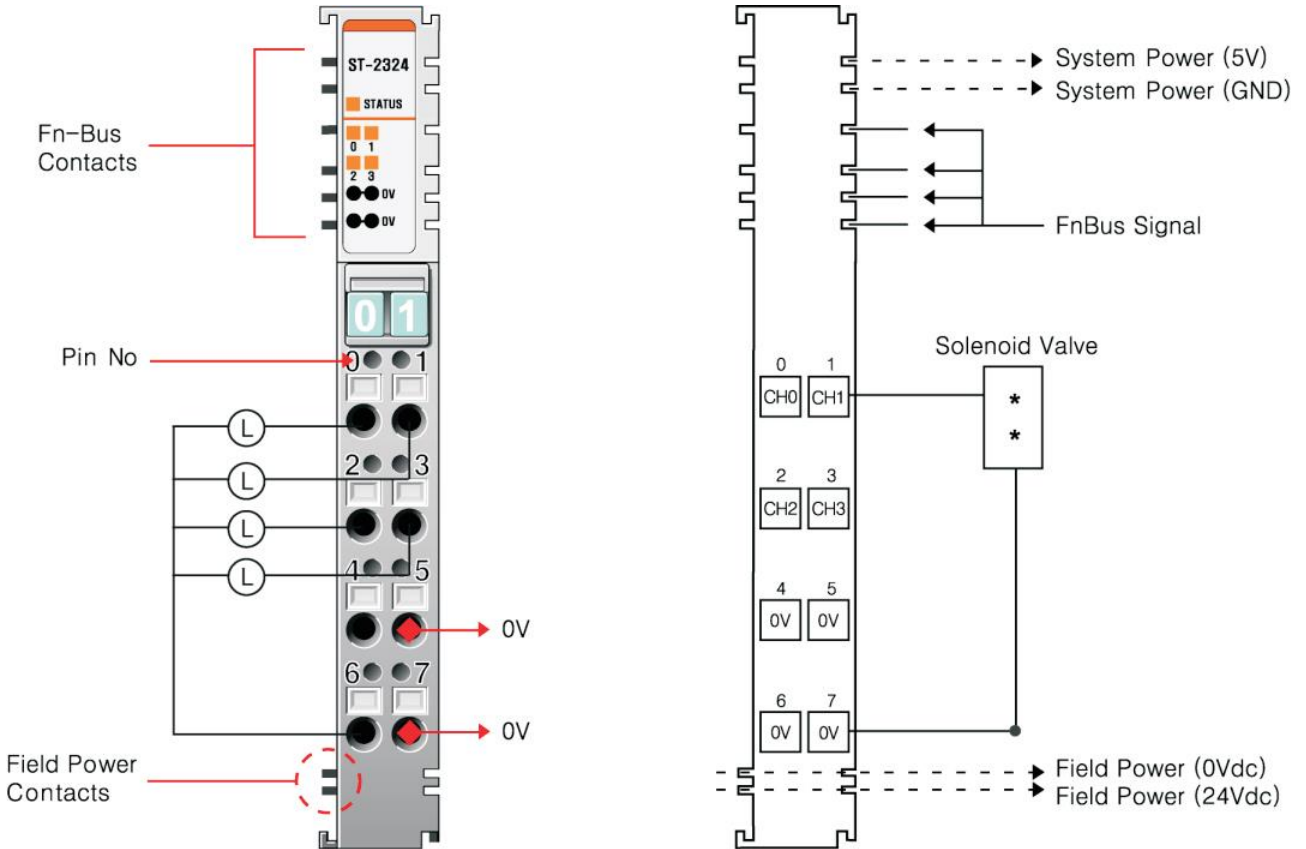 ST-2324
STATUS
0 1
2 3
0V
0V
Fn-Bus
Contacts
01
Pin No
0 1
L
2 3
L
L
L
4 5
0V
6 7
0V
Field Power
Contacts
System Power (5V)
System Power (GND)
FnBus Signal
Solenoid Valve
*
*
0 1
CH0 CH1
2 3
CH2 CH3
4 5
0V 0V
6 7
0V 0V
Field Power (0Vdc)
Field Power (24Vdc)